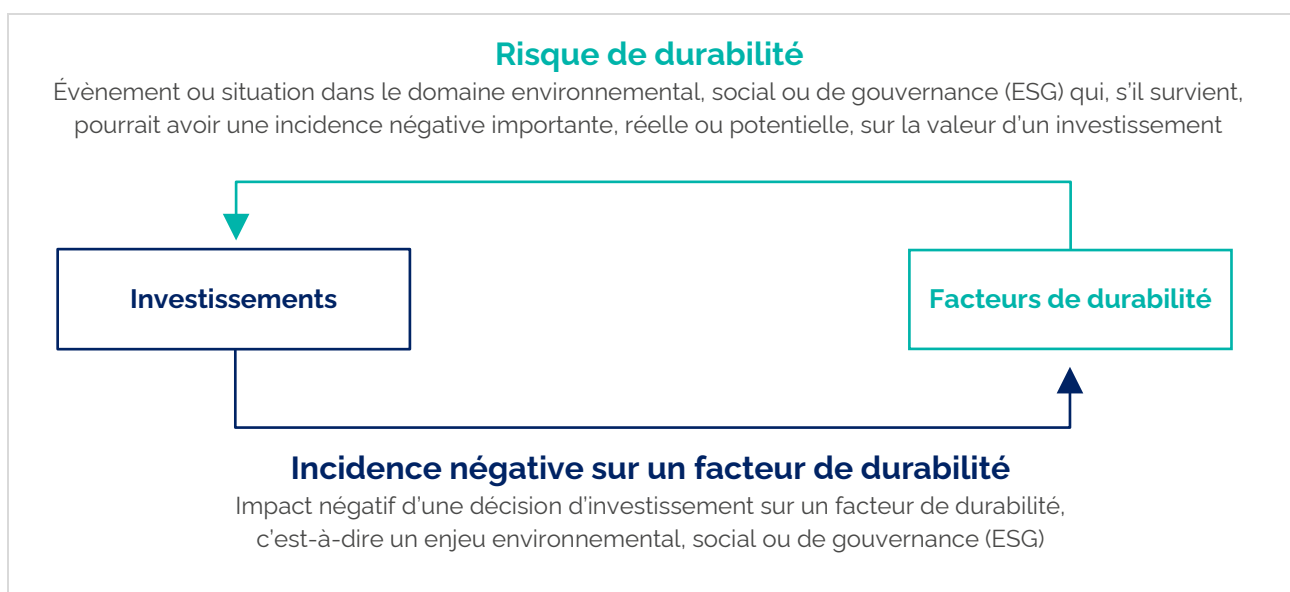 Risque de durabilité
Évènement ou situation dans le domaine environnemental, social ou de gouvernance (ESG) qui, s’il survient,
pourrait avoir une incidence négative importante, réelle ou potentielle, sur la valeur d’un investissement
Investissements
Facteurs de durabilité
Incidence négative sur un facteur de durabilité
Impact négatif d’une décision d’investissement sur un facteur de durabilité,
c’est-à-dire un enjeu environnemental, social ou de gouvernance (ESG)